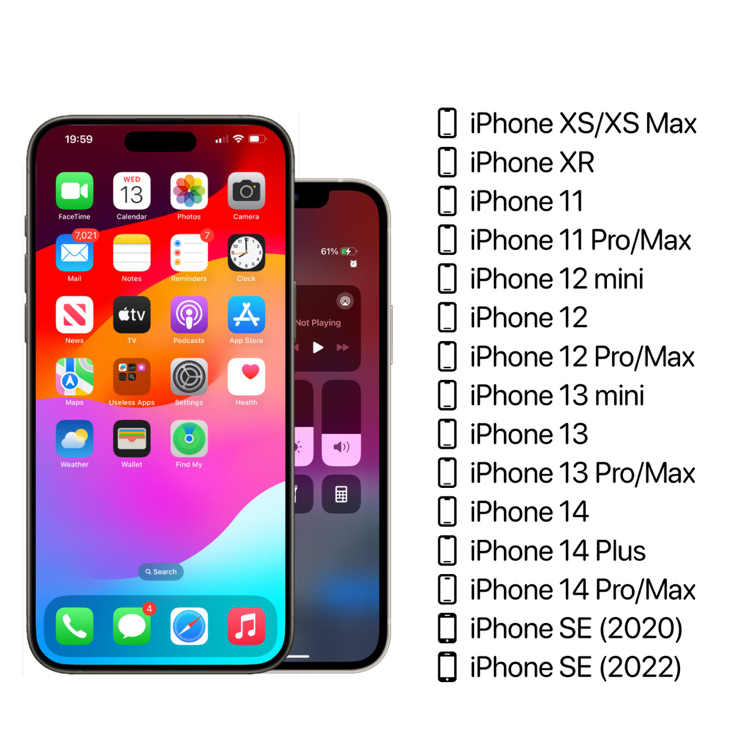 19:59
WED
13
FaceTime
Calendar
Photos
Camera
7,021
7
Mail
Notes
Reminders
Clock
tv
News
TV
Podcasts
App Store
Maps
Useless Apps
Settings
Health
Weather
Wallet
Find My
Search
4
61%
Not Playing
iPhone XS/XS Max
iPhone XR
iPhone 11
iPhone 11 Pro/Max
iPhone 12 mini
iPhone 12
iPhone 12 Pro/Max
iPhone 13 mini
iPhone 13
iPhone 13 Pro/Max
iPhone 14
iPhone 14 Plus
iPhone 14 Pro/Max
iPhone SE (2020)
iPhone SE (2022)